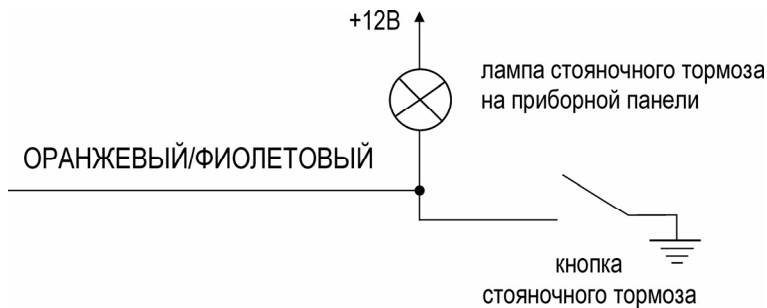 +12В
лампа стояночного тормоза
на приборной панели
ОРАНЖЕВЫЙ/ФИОЛЕТОВЫЙ
кнопка
стояночного тормоза